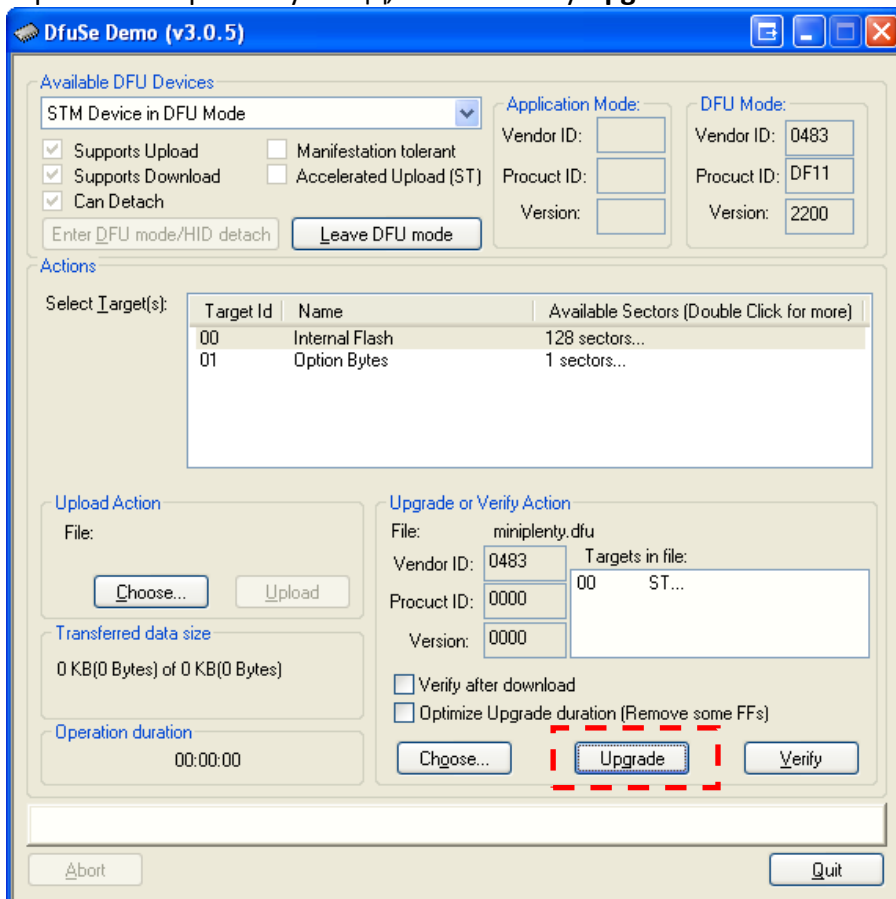 DfuSe Demo (v3.0.5)
Available DFU Devices
STM Device in DFU Mode
Supports Upload
Manifestation tolerant
Supports Download
Accelerated Upload (ST)
Can Detach
Enter DFU mode/HID detach
Leave DFU mode
Application Mode:
Vendor ID:
Procuct ID:
Version:
DFU Mode:
Vendor ID: 0483
Procuct ID: DF11
Version: 2200
Actions
Select Target(s):
Target Id Name Available Sectors (Double Click for more)
00 Internal Flash 128 sectors...
01 Option Bytes 1 sectors...
Upload Action
File:
Choose...
Upload
Transferred data size
0 KB(0 Bytes) of 0 KB(0 Bytes)
Operation duration
00:00:00
Upgrade or Verify Action
File: miniplenty.dfu
Vendor ID: 0483
Procuct ID: 0000
Version: 0000
Targets in file:
00 ST...
Verify after download
Optimize Upgrade duration (Remove some FFs)
Choose...
Upgrade
Verify
Abort
Quit